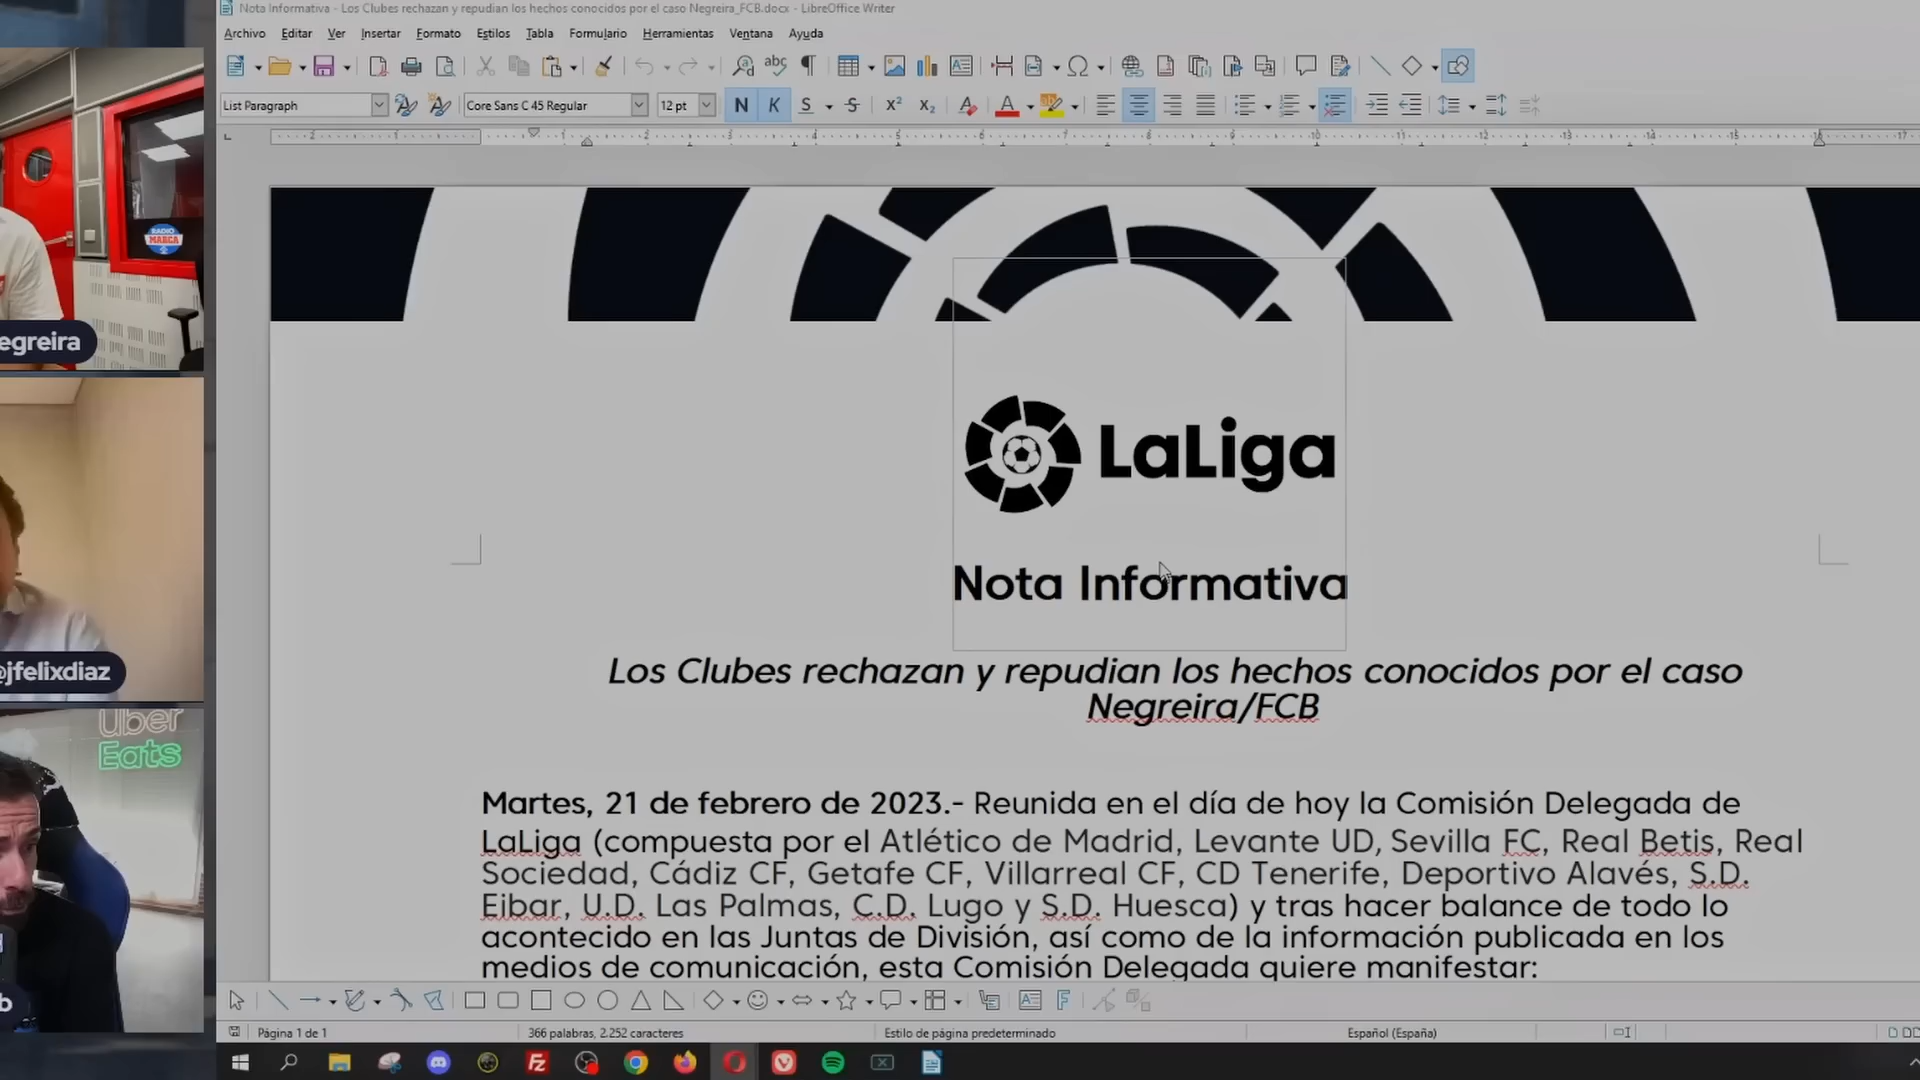 Nota Informativa - Los Clubes rechazan y repudian los hechos conocidos por el caso Negreira_FCB.docx - LibreOffice Writer
Archivo Editar Ver Insertar Formato Estilos Tabla Formulario Herramientas Ventana Ayuda
List Paragraph Core Sans C 45 Regular 12 pt N K S S X² X₂ A
RADIO
MARCA
egreira
@jfelixdiaz
Uber
Eats
b
LaLiga
Nota Informativa
Los Clubes rechazan y repudian los hechos conocidos por el caso
Negreira/FCB
Martes, 21 de febrero de 2023.- Reunida en el día de hoy la Comisión Delegada de
LaLiga (compuesta por el Atlético de Madrid, Levante UD, Sevilla FC, Real Betis, Real
Sociedad, Cádiz CF, Getafe CF, Villarreal CF, CD Tenerife, Deportivo Alavés, S.D.
Eibar, U.D. Las Palmas, C.D. Lugo y S.D. Huesca) y tras hacer balance de todo lo
acontecido en las Juntas de División, así como de la información publicada en los
medios de comunicación, esta Comisión Delegada quiere manifestar:
Página 1 de 1 366 palabras, 2.252 caracteres Estilo de página predeterminado Español (España)